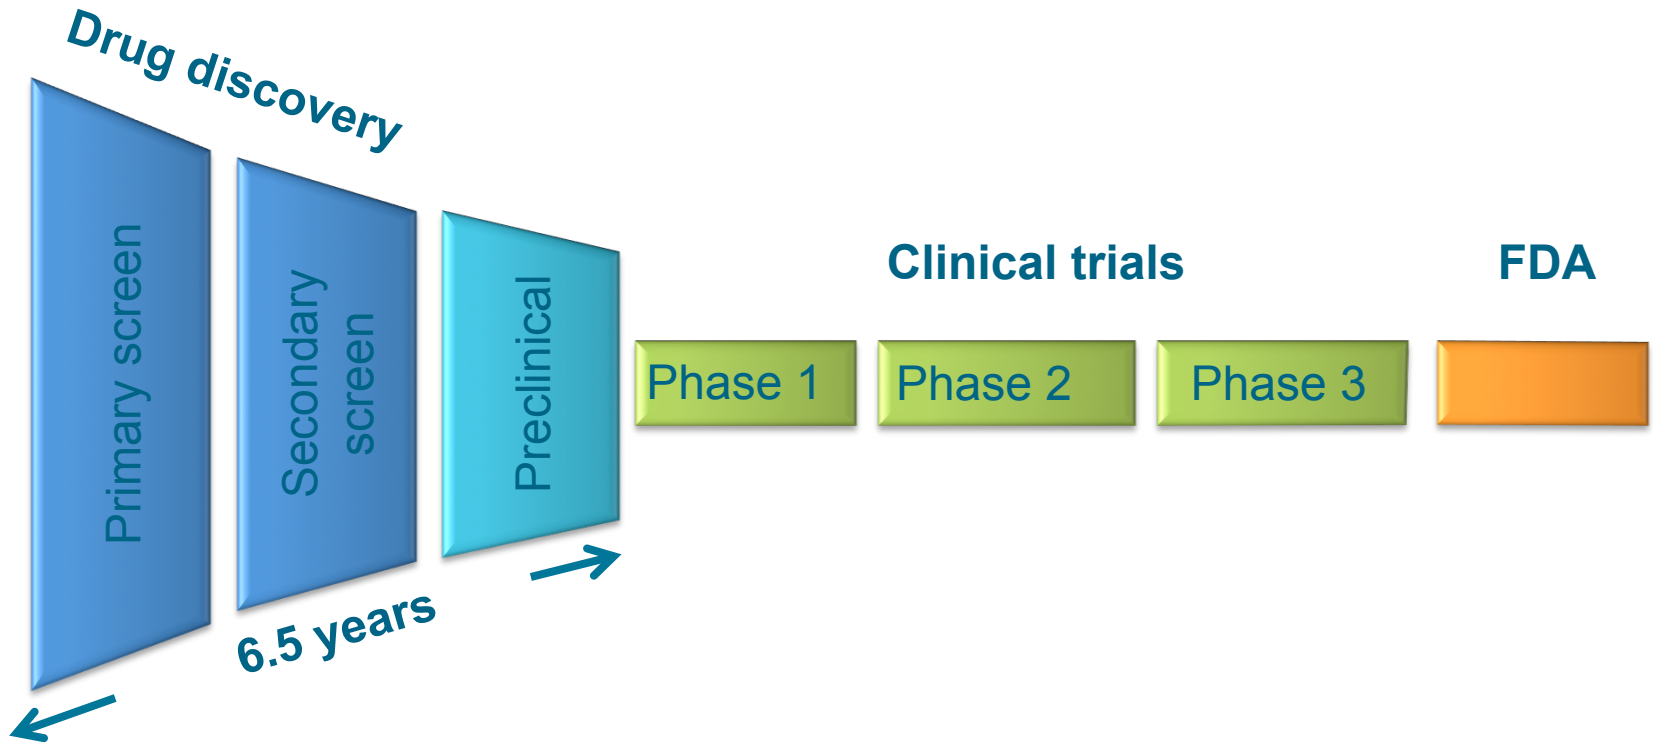 Drug discovery
Primary screen
Secondary
screen
Preclinical
6.5 years
Clinical trials
Phase 1
Phase 2
Phase 3
FDA